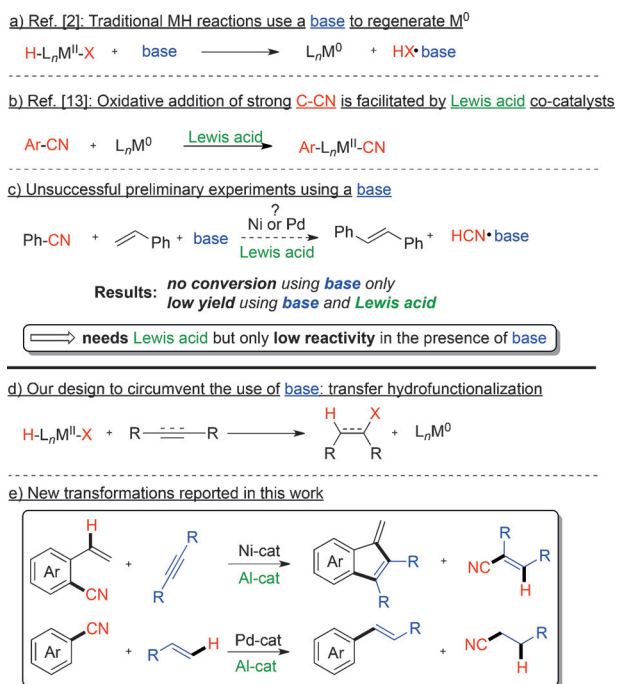 a) Ref. [2]: Traditional MH reactions use a base to regenerate M⁰
H-LₙMᴵᴵ-X + base LₙM⁰ + HX•base
b) Ref. [13]: Oxidative addition of strong C-CN is facilitated by Lewis acid co-catalysts
Ar-CN + LₙM⁰ Lewis acid Ar-LₙMᴵᴵ-CN
c) Unsuccessful preliminary experiments using a base
?
Ph-CN + Ph + base Ni or Pd Ph Ph + HCN•base
Lewis acid
Results: no conversion using base only
low yield using base and Lewis acid
needs Lewis acid but only low reactivity in the presence of base
d) Our design to circumvent the use of base: transfer hydrofunctionalization
H X
H-LₙMᴵᴵ-X + R R + LₙM⁰
R R
e) New transformations reported in this work
H R R
Ar CN + R Ni-cat Ar R + NC R
Al-cat R H
CN
Ar + R H Pd-cat Ar R + NC R
Al-cat H